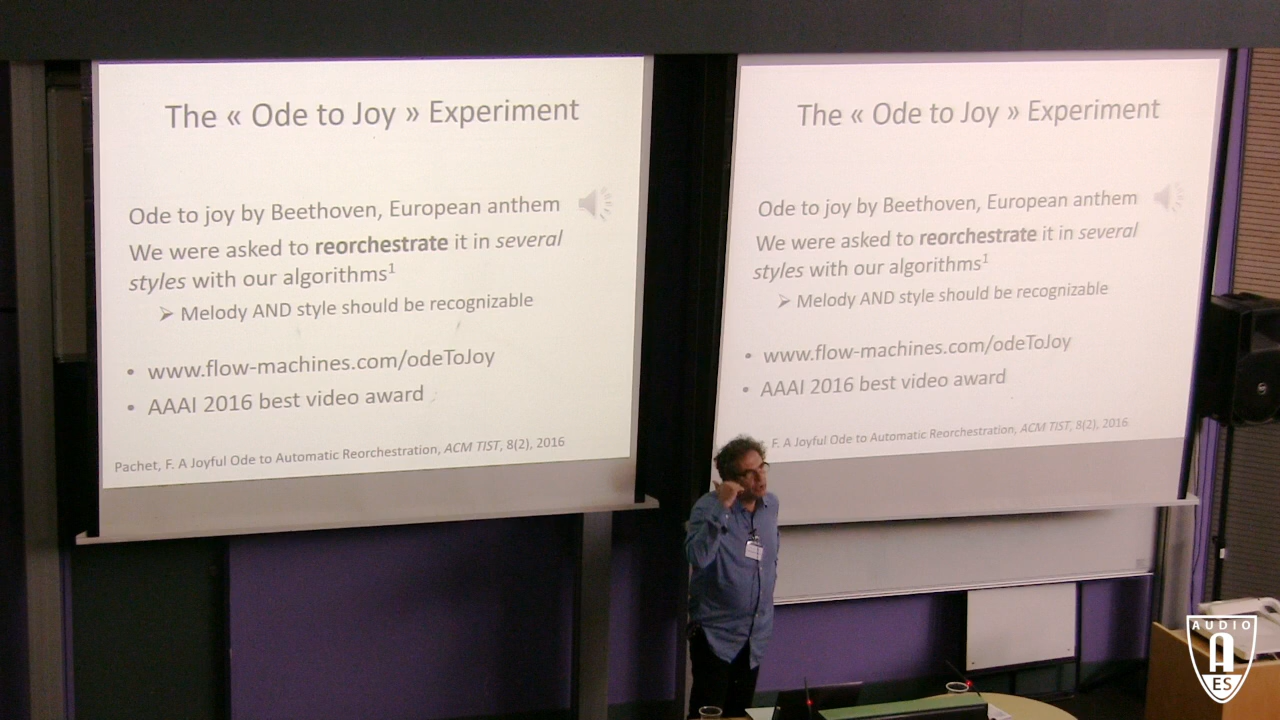 The « Ode to Joy » Experiment
Ode to joy by Beethoven, European anthem
We were asked to reorchestrate it in several
styles with our algorithms1
➢ Melody AND style should be recognizable
• www.flow-machines.com/odeToJoy
• AAAI 2016 best video award
Pachet, F. A Joyful Ode to Automatic Reorchestration, ACM TIST, 8(2), 2016
The « Ode to Joy » Experiment
Ode to joy by Beethoven, European anthem
We were asked to reorchestrate it in several
styles with our algorithms1
➢ Melody AND style should be recognizable
• www.flow-machines.com/odeToJoy
• AAAI 2016 best video award
F. A Joyful Ode to Automatic Reorchestration, ACM TIST, 8(2), 2016
AUDIO
A
ES